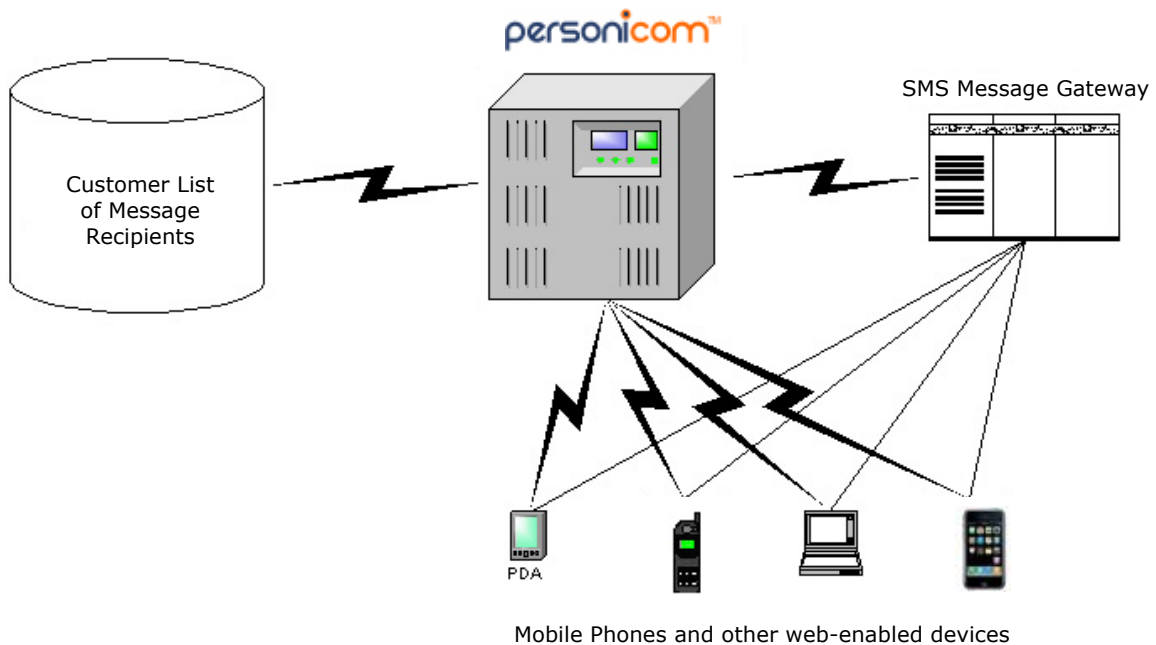 personicom™
SMS Message Gateway
Customer List
of Message
Recipients
PDA
Mobile Phones and other web-enabled devices